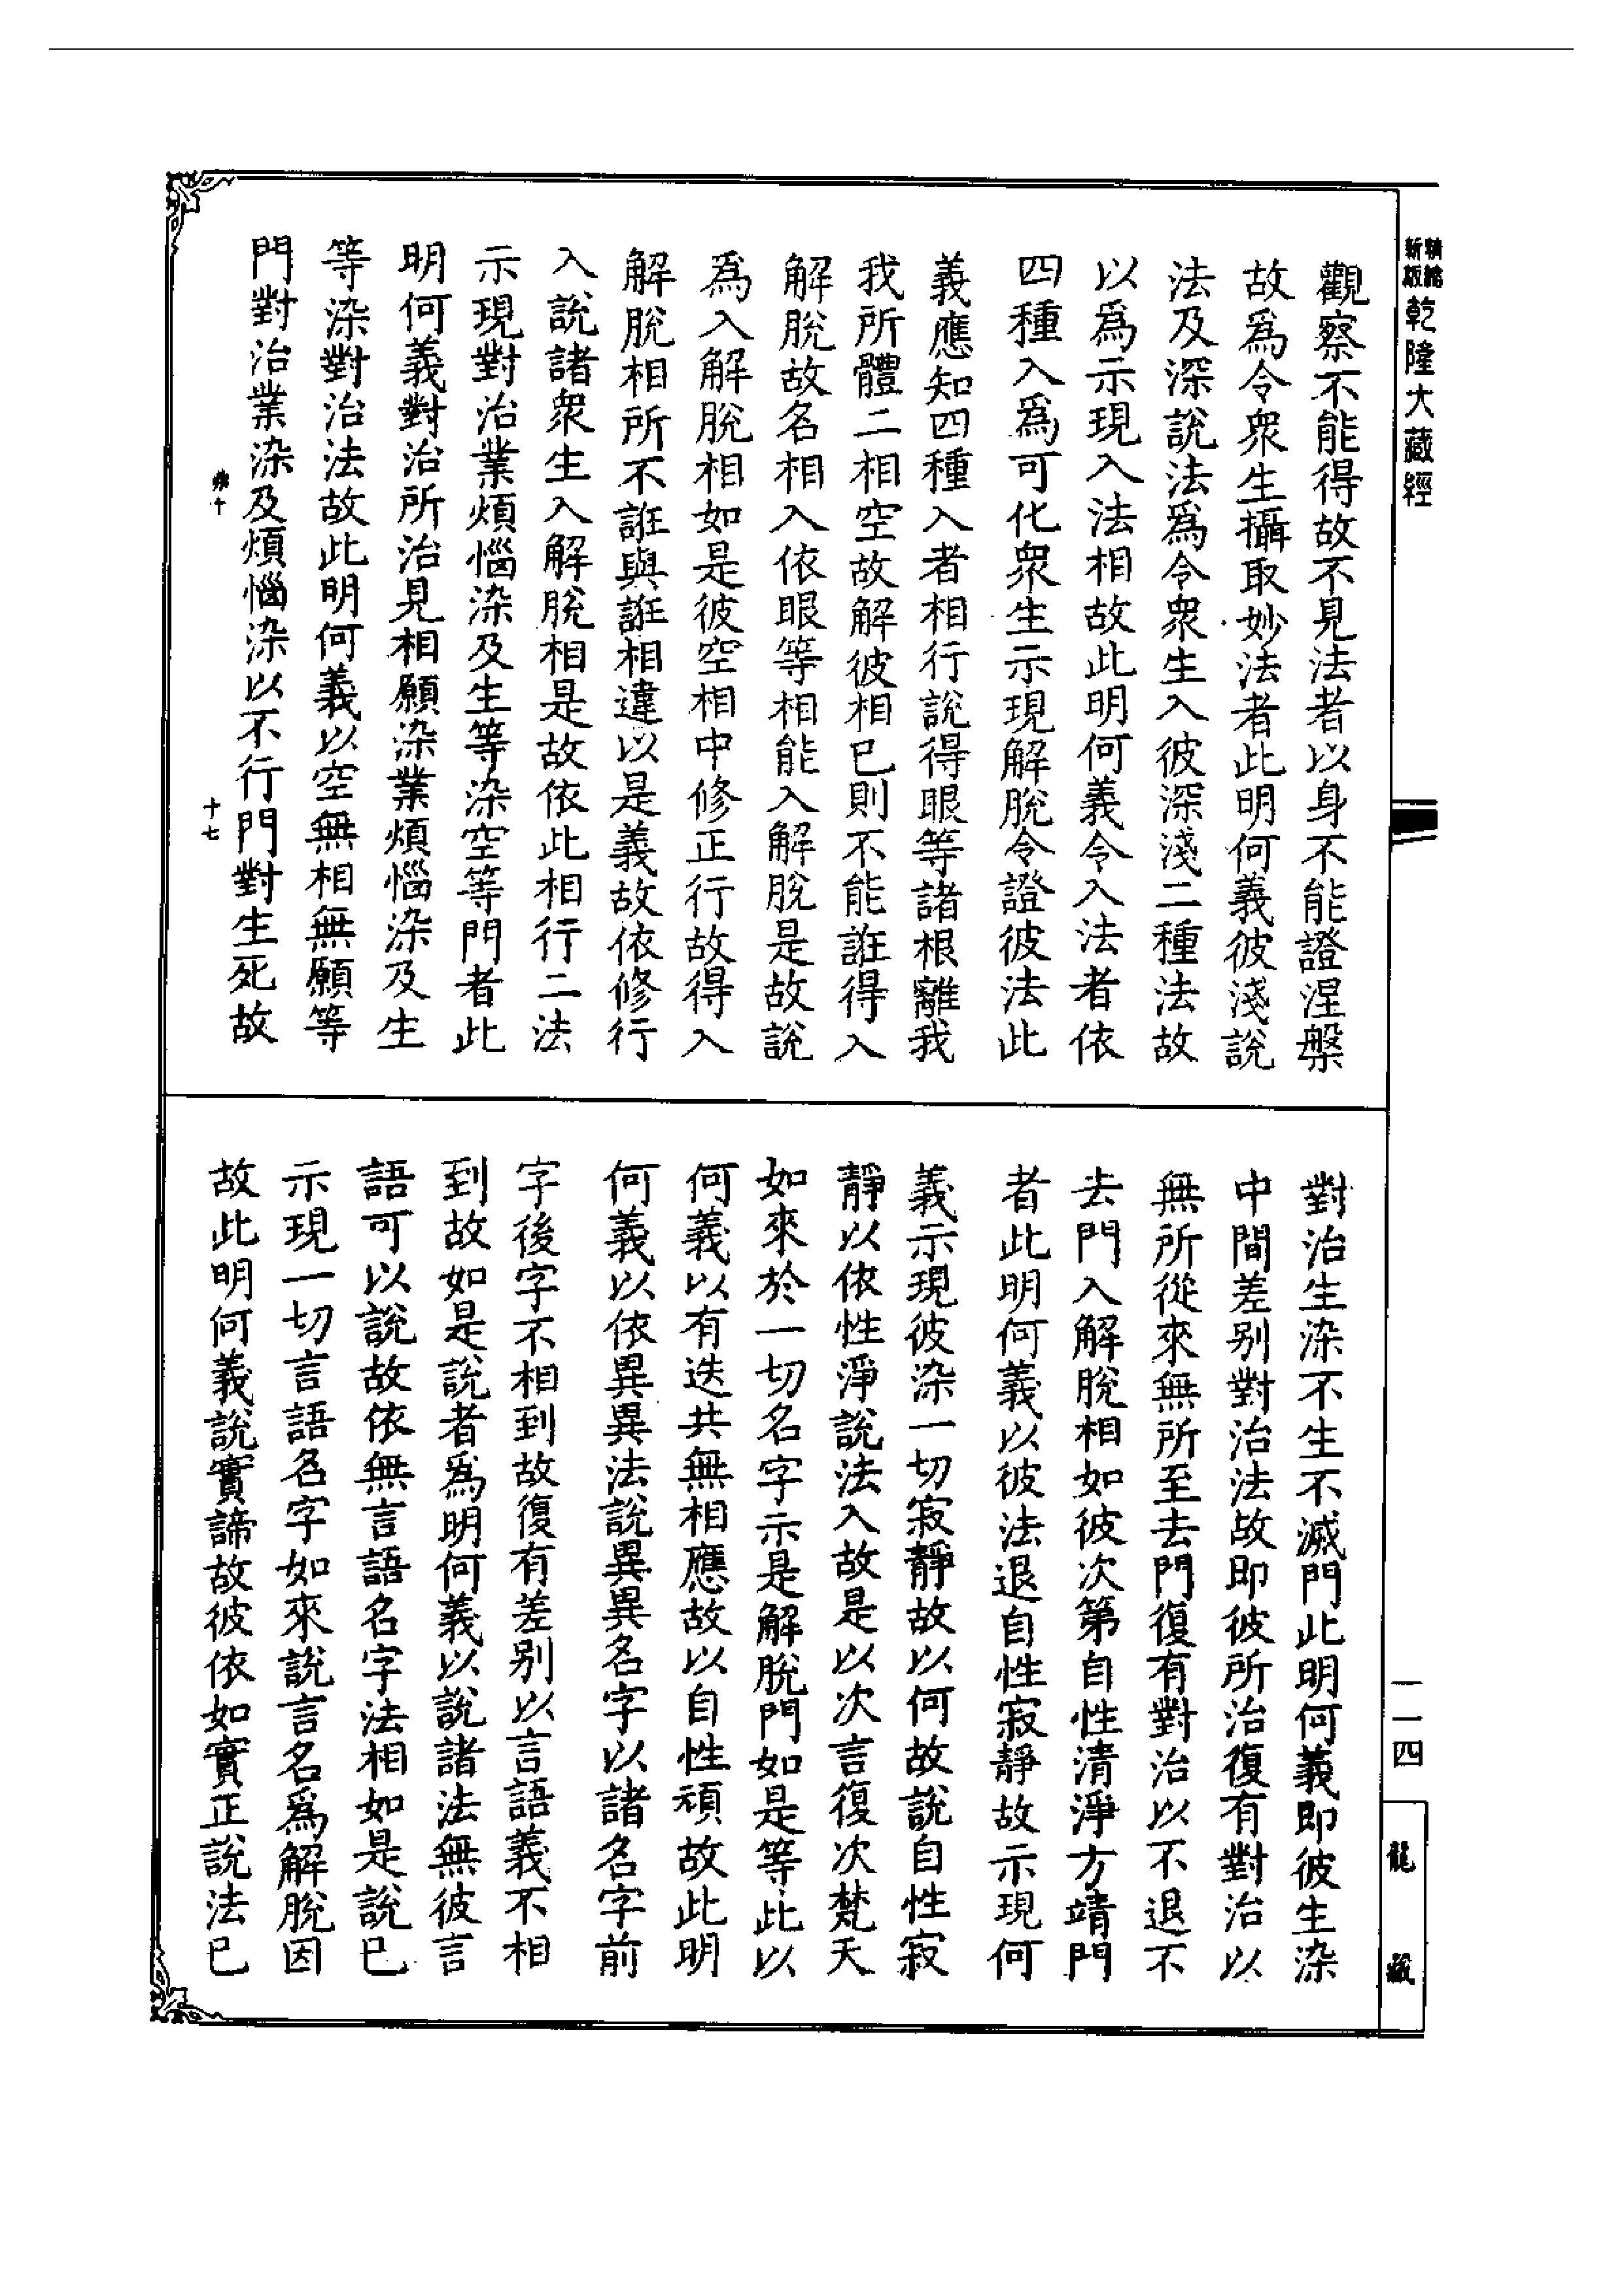 精縮
新版
乾隆大藏經
觀察不能得故不見法者以身不能證涅槃
故爲令衆生攝取妙法者此明何義彼淺說
法及深說法爲令衆生入彼深淺二種法故
以爲示現入法相故此明何義令入法者依
四種入爲可化衆生示現解脫令證彼法此
義應知四種入者相行說得眼等諸根離我
我所體二相空故解彼相已則不能誑得入
解脫故名相入依眼等相能入解脫是故說
爲入解脫相如是彼空相中修正行故得入
解脫相所不誑與誑相違以是義故依修行
入說諸衆生入解脫相是故依此相行二法
示現對治業煩惱染及生等染空等門者此
明何義對治所治見相願染業煩惱染及生
等染對治法故此明何義以空無相無願等
門對治業染及煩惱染以不行門對生死故
十七
對治生染不生不滅門此明何義即彼生染
中間差别對治法故即彼所治復有對治以
無所從來無所至去門復有對治以不退不
去門入解脫相如彼次第自性清淨方靖門
者此明何義以彼法退自性寂靜故示現何
義示現彼染一切寂靜故以何故說自性寂
靜以依性淨說法入故是以次言復次梵天
如來於一切名字示是解脫門如是等此以
何義以有迭共無相應故以自性頑故此明
何義以依異異法說異異名字以諸名字前
字後字不相到故復有差别以言語義不相
到故如是說者爲明何義以說諸法無彼言
語可以說故依無言語名字法相如是說已
示現一切言語名字如來說言名爲解脫因
故此明何義說實諦故彼依如實正說法已
一一四
龍藏